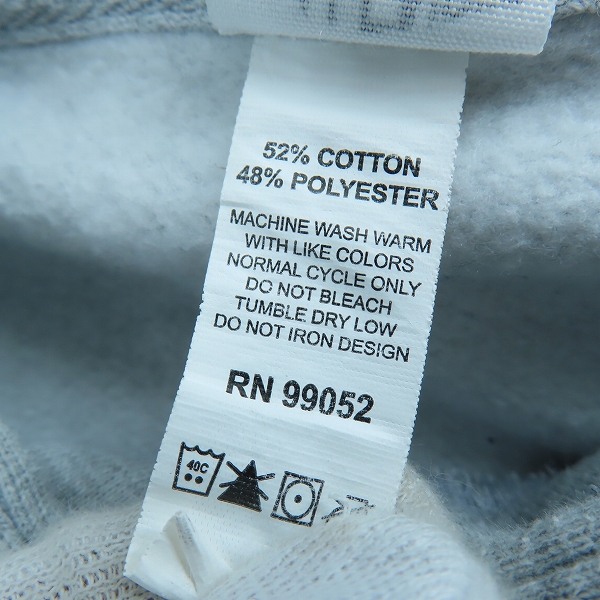 52% COTTON
48% POLYESTER
MACHINE WASH WARM
WITH LIKE COLORS
NORMAL CYCLE ONLY
DO NOT BLEACH
TUMBLE DRY LOW
DO NOT IRON DESIGN
RN 99052
40C